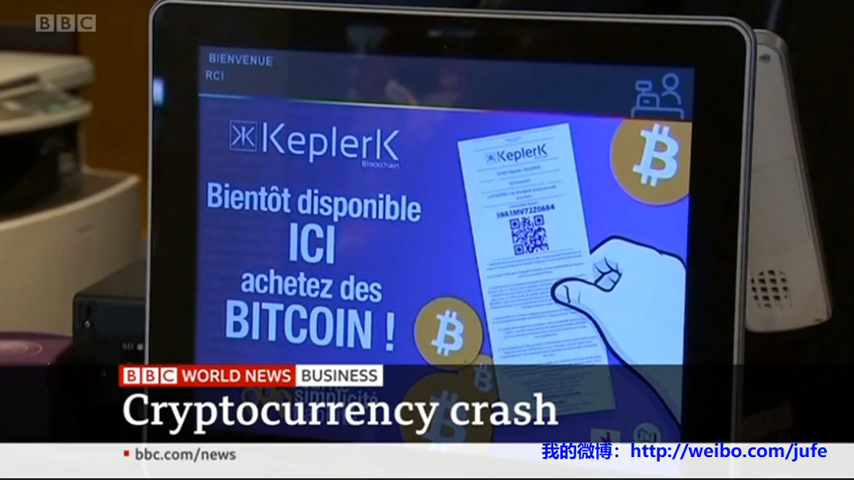 BBC
BIENVENUE
RCI
KeplerK
Blockchain
Bientôt disponible
ICI
achetez des
BITCOIN !
KeplerK
simplicité
BBC WORLD NEWS BUSINESS
Cryptocurrency crash
bbc.com/news
我的微博：http://weibo.com/jufe